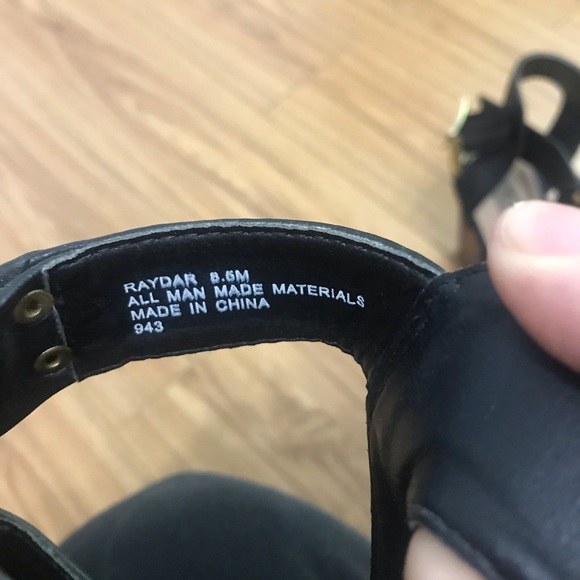 RAYDAR 8.5M
ALL MAN MADE MATERIALS
MADE IN CHINA
943